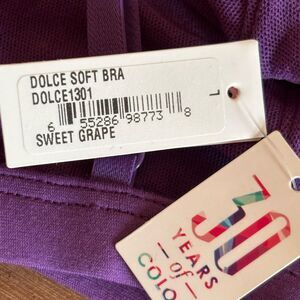 DOLCE SOFT BRA
DOLCE1301
L
6 55286 98773 8
SWEET GRAPE
30
YEARS
of
COLO